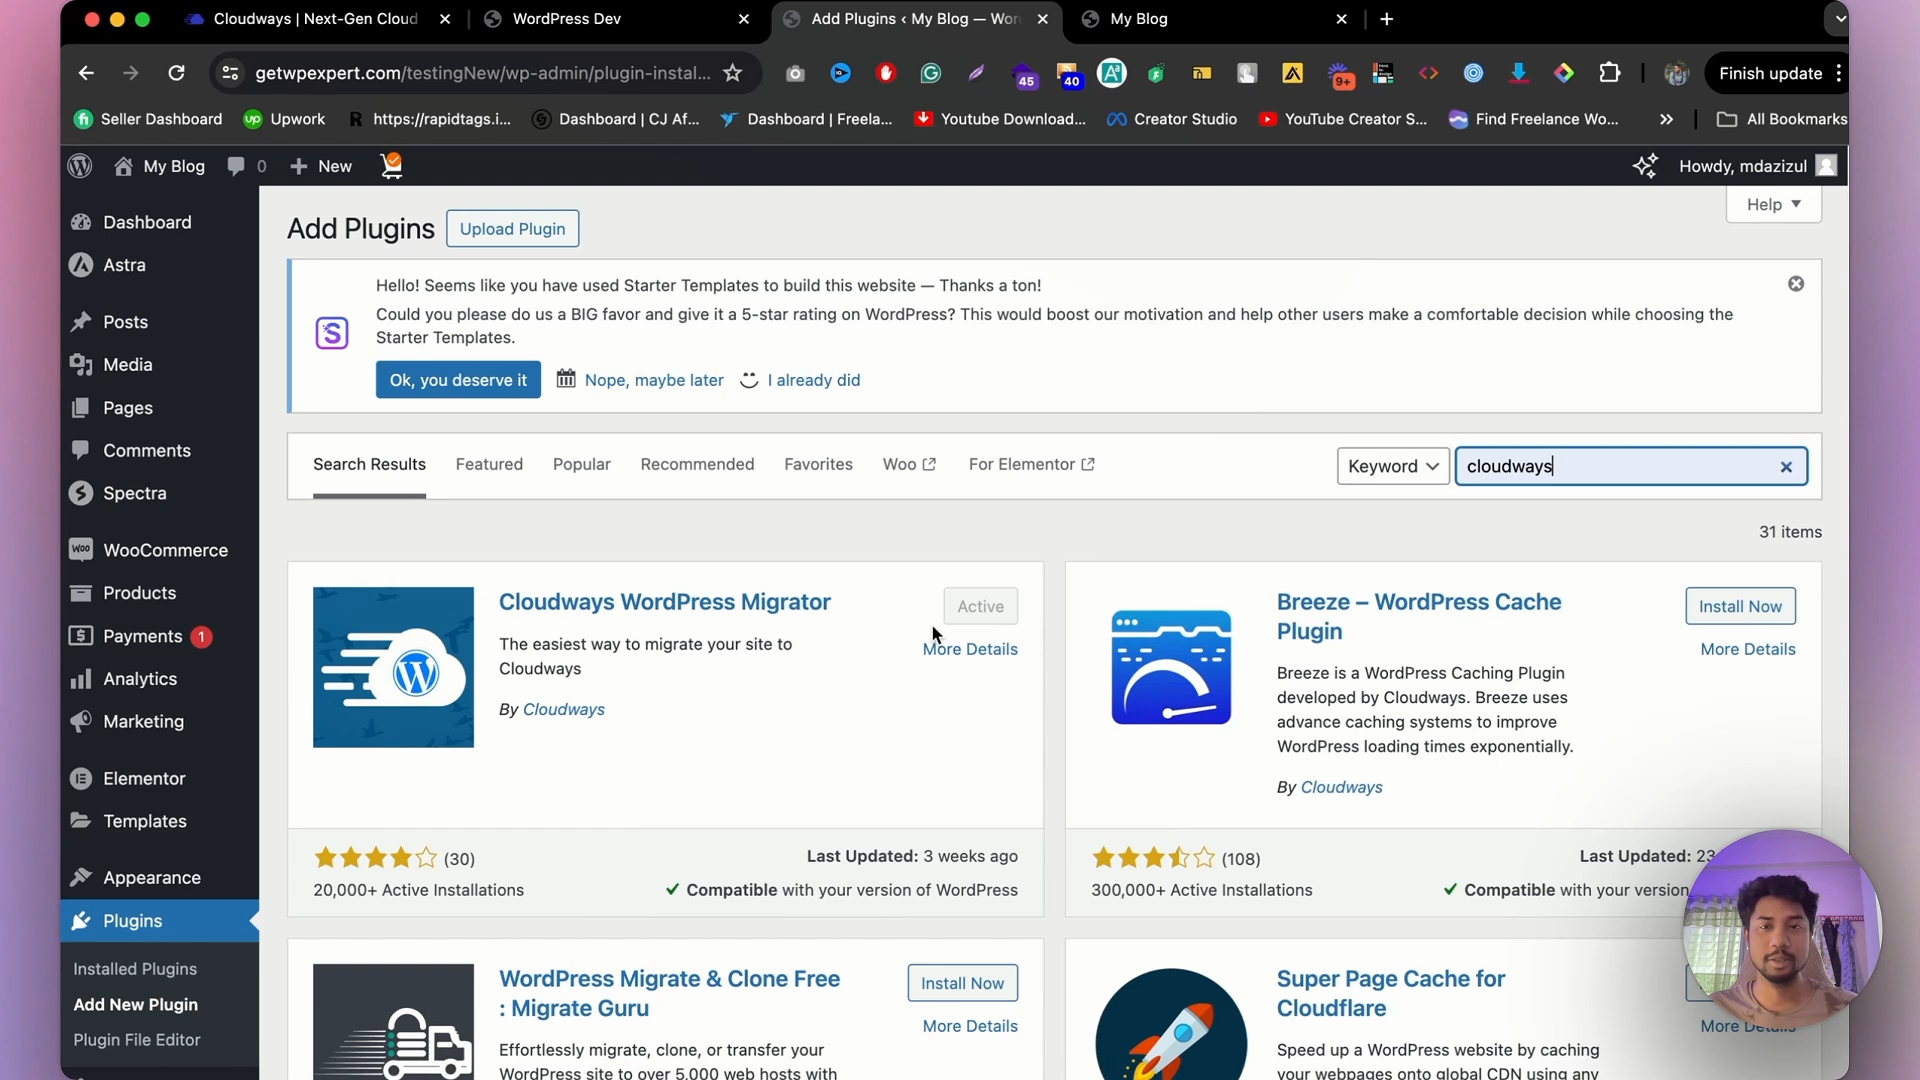 Cloudways | Next-Gen Cloud
WordPress Dev
Add Plugins ‹ My Blog — Wor
My Blog
getwpexpert.com/testingNew/wp-admin/plugin-instal...
45
40
9+
Finish update
Seller Dashboard
Upwork
https://rapidtags.i...
Dashboard | CJ Af...
Dashboard | Freela...
Youtube Download...
Creator Studio
YouTube Creator S...
Find Freelance Wo...
All Bookmarks
My Blog
0
New
Howdy, mdazizul
Dashboard
Astra
Posts
Media
Pages
Comments
Spectra
WooCommerce
Products
Payments 1
Analytics
Marketing
Elementor
Templates
Appearance
Plugins
Installed Plugins
Add New Plugin
Plugin File Editor
Help
Add Plugins
Upload Plugin
Hello! Seems like you have used Starter Templates to build this website — Thanks a ton!
Could you please do us a BIG favor and give it a 5-star rating on WordPress? This would boost our motivation and help other users make a comfortable decision while choosing the
Starter Templates.
Ok, you deserve it
Nope, maybe later
I already did
Search Results
Featured
Popular
Recommended
Favorites
Woo
For Elementor
Keyword
cloudways
31 items
Cloudways WordPress Migrator
Active
More Details
The easiest way to migrate your site to
Cloudways
By Cloudways
(30)
20,000+ Active Installations
Last Updated: 3 weeks ago
Compatible with your version of WordPress
Breeze – WordPress Cache
Plugin
Install Now
More Details
Breeze is a WordPress Caching Plugin
developed by Cloudways. Breeze uses
advance caching systems to improve
WordPress loading times exponentially.
By Cloudways
(108)
300,000+ Active Installations
Last Updated: 23
Compatible with your version
WordPress Migrate & Clone Free
: Migrate Guru
Install Now
More Details
Effortlessly migrate, clone, or transfer your
WordPress site to over 5,000 web hosts with
Super Page Cache for
Cloudflare
More Details
Speed up a WordPress website by caching
your webpages onto global CDN using any